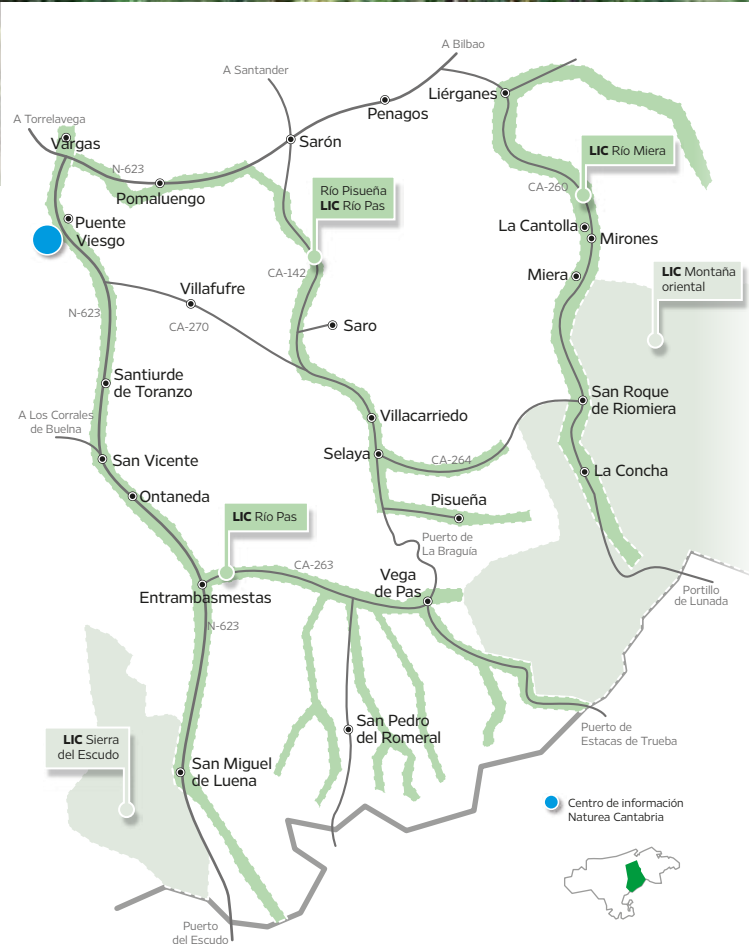 A Bilbao
A Santander
Liérganes
Penagos
A Torrelavega
Vargas
Sarón
LIC Río Miera
N-623
Pomaluengo
Río Pisueña
LIC Río Pas
CA-260
Puente
Viesgo
La Cantolla
Mirones
CA-142
Miera
LIC Montaña
oriental
Villafufre
N-623
CA-270
Saro
Santiurde
de Toranzo
San Roque
de Riomiera
A Los Corrales
de Buelna
Villacarriedo
San Vicente
Selaya
CA-264
La Concha
Ontaneda
Pisueña
LIC Río Pas
Puerto de
La Braguía
CA-263
Vega
de Pas
Entrambasmestas
Portillo
de Lunada
N-623
San Pedro
del Romeral
Puerto de
Estacas de Trueba
LIC Sierra
del Escudo
San Miguel
de Luena
Centro de información
Naturea Cantabria
Puerto
del Escudo